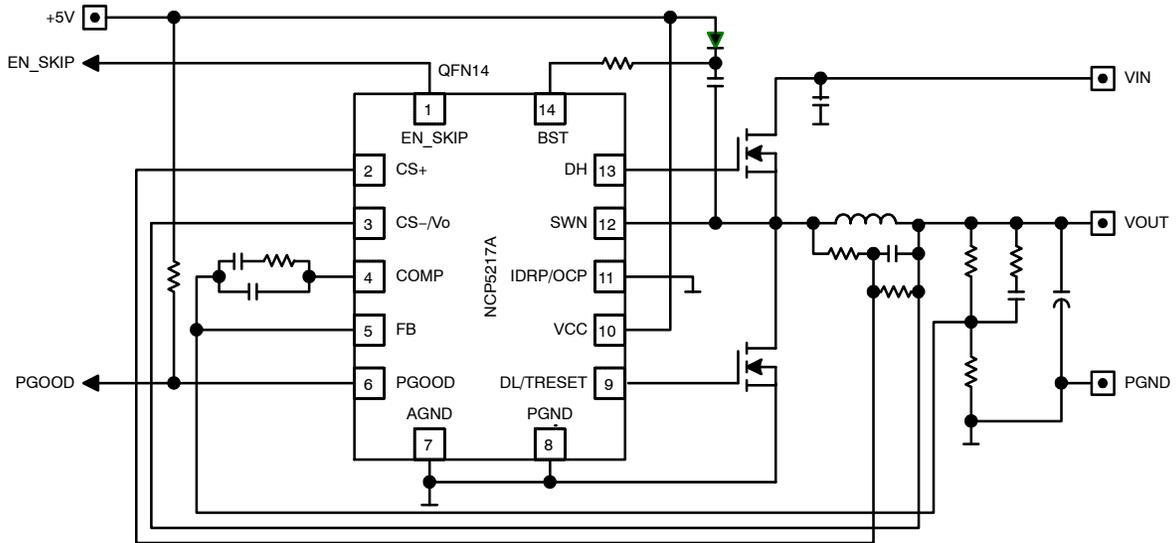 +5V
EN_SKIP
QFN14
VIN
1
14
EN_SKIP
BST
2
CS+
DH
13
3
CS−/Vo
SWN
12
VOUT
4
COMP
IDRP/OCP
11
NCP5217A
5
FB
VCC
10
PGOOD
6
PGOOD
DL/TRESET
9
PGND
AGND
PGND
7
8